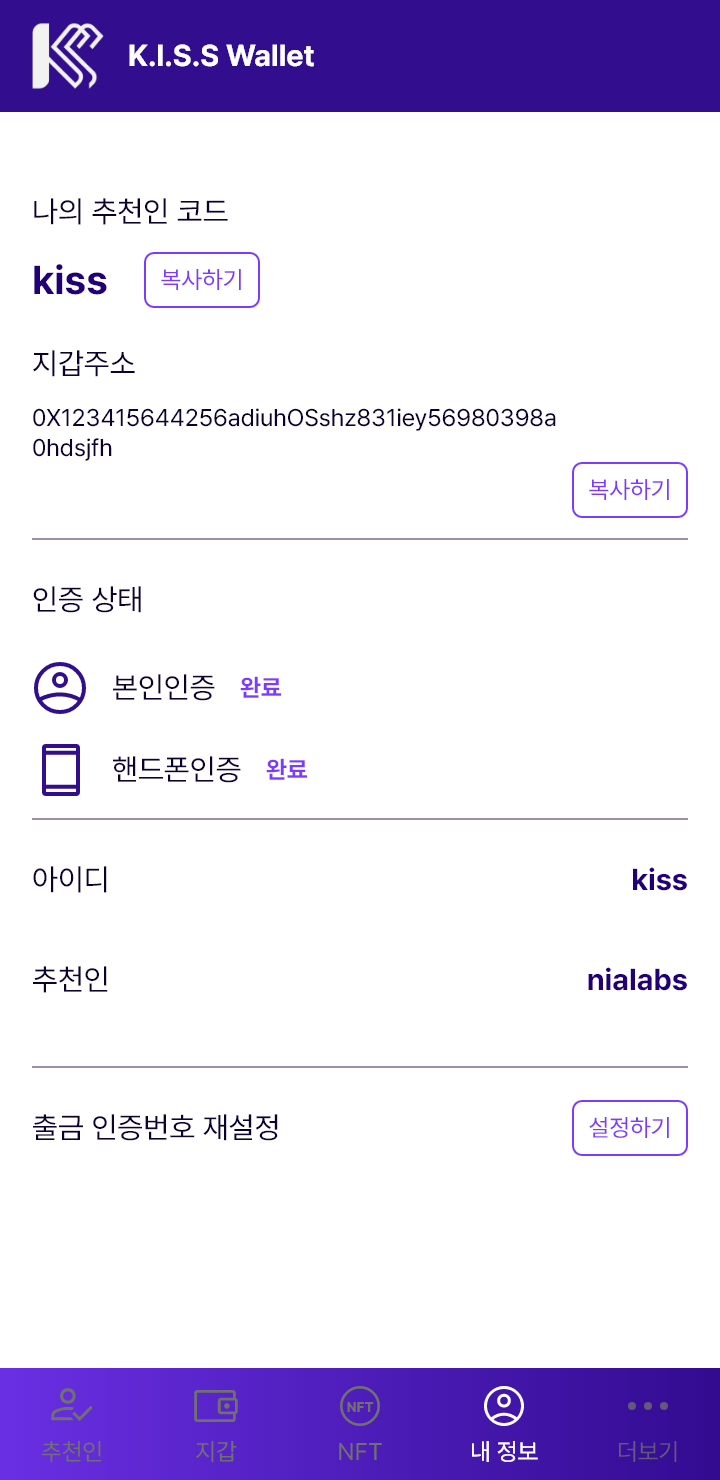 K.I.S.S Wallet
나의 추천인 코드
kiss 복사하기
지갑주소
0X123415644256adiuhOSshz831iey56980398a
0hdsjfh
복사하기
인증 상태
본인인증 완료
핸드폰인증 완료
아이디 kiss
추천인 nialabs
출금 인증번호 재설정 설정하기
NFT
추천인 지갑 NFT 내 정보 더보기